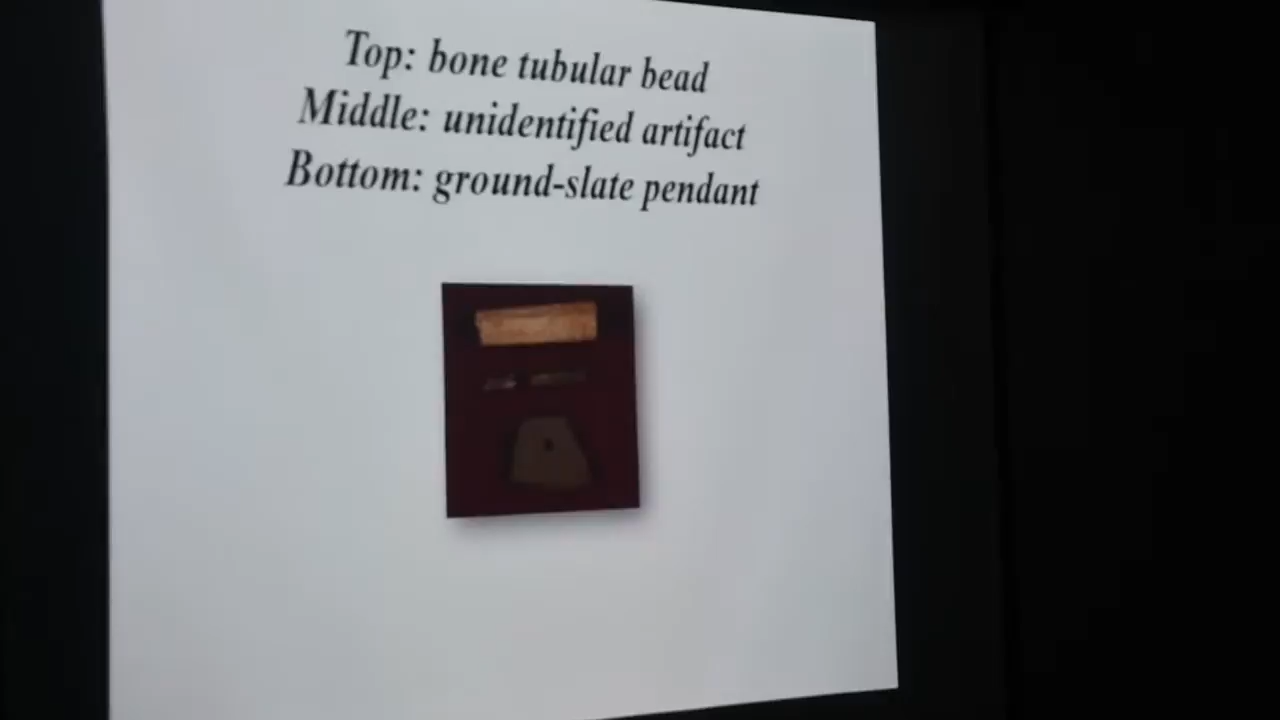 Top: bone tubular bead
Middle: unidentified artifact
Bottom: ground-slate pendant